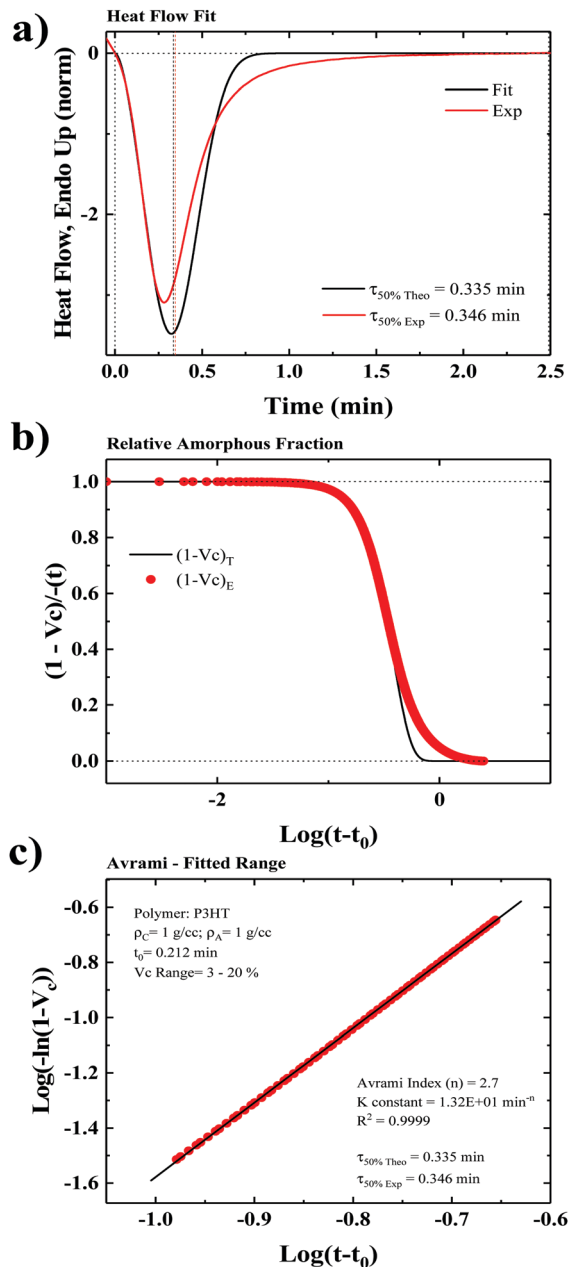 a)
Heat Flow Fit
Heat Flow, Endo Up (norm)
0
-2
Fit
Exp
τ50% Theo = 0.335 min
τ50% Exp = 0.346 min
0.0 0.5 1.0 1.5 2.0 2.5
Time (min)
b)
Relative Amorphous Fraction
(1 - Vc)/-(t)
1.0
0.8
0.6
0.4
0.2
0.0
(1-Vc)T
(1-Vc)E
-2 0
Log(t-t0)
c)
Avrami - Fitted Range
Log(-ln(1-Vc))
-0.6
-0.8
-1.0
-1.2
-1.4
-1.6
Polymer: P3HT
ρC= 1 g/cc; ρA= 1 g/cc
t0= 0.212 min
Vc Range= 3 - 20 %
Avrami Index (n) = 2.7
K constant = 1.32E+01 min-n
R2 = 0.9999
τ50% Theo = 0.335 min
τ50% Exp = 0.346 min
-1.0 -0.9 -0.8 -0.7 -0.6
Log(t-t0)